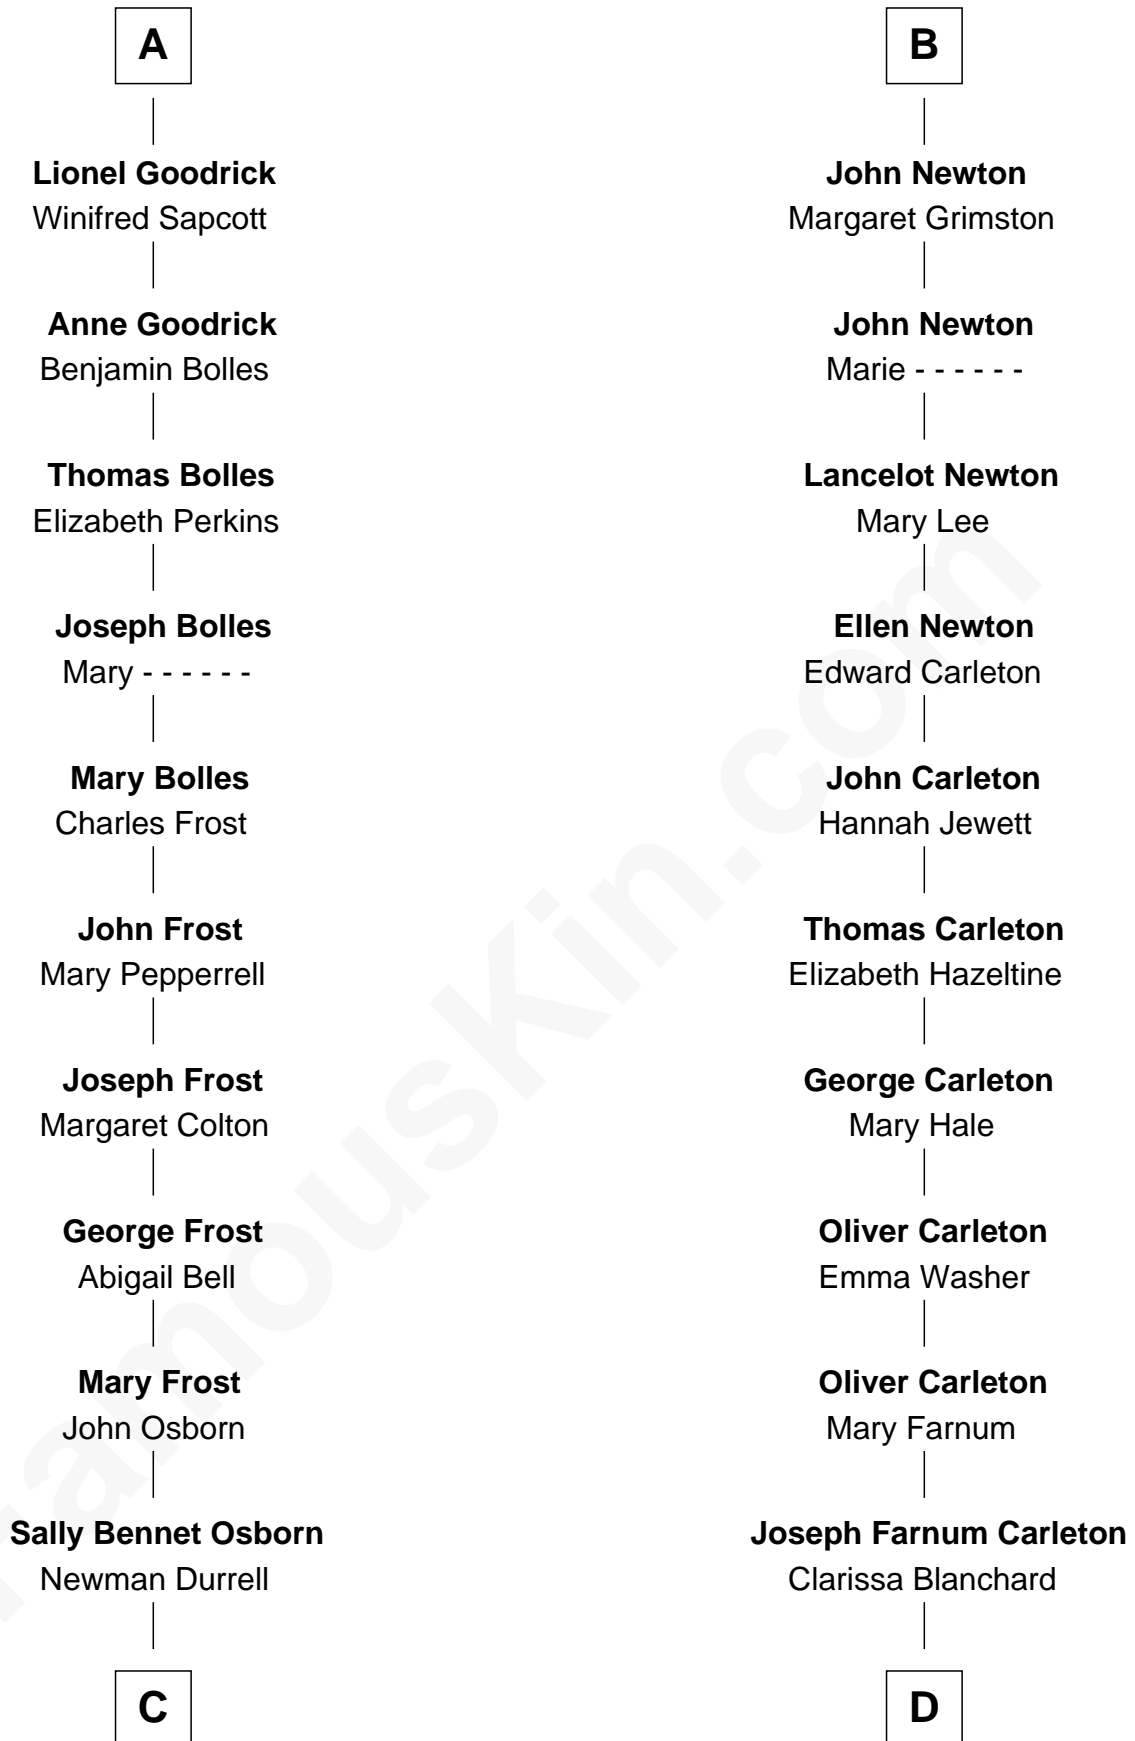 A
Lionel Goodrick
Winifred Sapcott
Anne Goodrick
Benjamin Bolles
Thomas Bolles
Elizabeth Perkins
Joseph Bolles
Mary - - - - - -
Mary Bolles
Charles Frost
John Frost
Mary Pepperrell
Joseph Frost
Margaret Colton
George Frost
Abigail Bell
Mary Frost
John Osborn
Sally Bennet Osborn
Newman Durrell
C
B
John Newton
Margaret Grimston
John Newton
Marie - - - - - -
Lancelot Newton
Mary Lee
Ellen Newton
Edward Carleton
John Carleton
Hannah Jewett
Thomas Carleton
Elizabeth Hazeltine
George Carleton
Mary Hale
Oliver Carleton
Emma Washer
Oliver Carleton
Mary Farnum
Joseph Farnum Carleton
Clarissa Blanchard
D
FamousKin.com